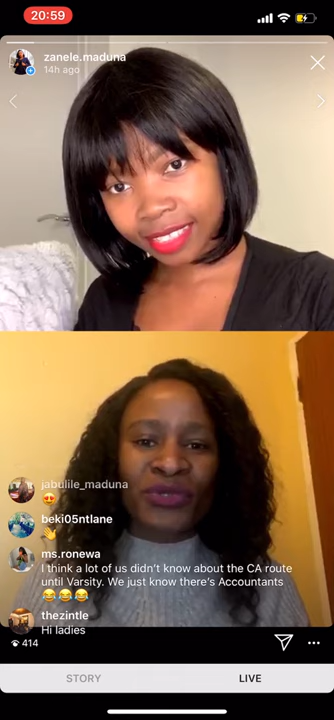 20:59
zanele.maduna
14h ago
jabulile_maduna
😍
beki05ntlane
👋
ms.ronewa
I think a lot of us didn't know about the CA route
until Varsity. We just know there's Accountants
😂😂😂
thezintle
Hi ladies
414
STORY
LIVE